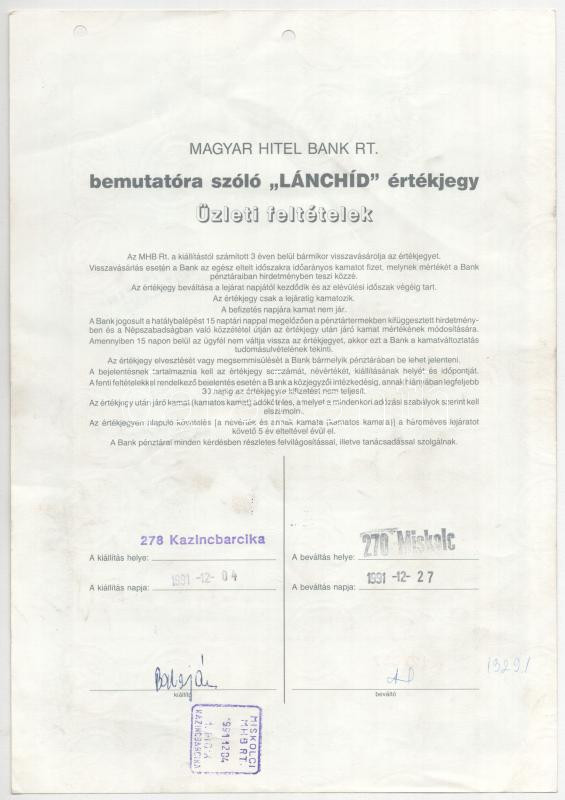 MAGYAR HITEL BANK RT.
bemutatóra szóló „LÁNCHÍD” értékjegy
Üzleti feltételek
Az MHB Rt. a kiállítástól számított 3 éven belül bármikor visszavásárolja az értékjegyet.
Visszavásárlás esetén a Bank az egész eltelt időszakra időarányos kamatot fizet, melynek mértékét a Bank
pénztáraiban hirdetményben teszi közzé.
Az értékjegy beváltása a lejárat napjától kezdődik és az elévülési időszak végéig tart.
Az értékjegy csak a lejáratig kamatozik.
A befizetés napjára kamat nem jár.
A Bank jogosult a hatálybalépést 15 naptári nappal megelőzően a pénztártermekben kifüggesztett hirdetmény-
ben és a Népszabadságban való közzététel útján az értékjegy után járó kamat mértékének módosítására.
Amennyiben 15 napon belül az ügyfél nem váltja vissza az értékjegyet, akkor ezt a Bank a kamatváltoztatás
tudomásulvételének tekinti.
Az értékjegy elvesztését vagy megsemmisülését a Bank bármelyik pénztárában be lehet jelenteni.
A bejelentésnek tartalmaznia kell az értékjegy sorszámát, névértékét, kiállításának helyét és időpontját.
A fenti feltételekkel rendelkező bejelentés esetén a Bank a közjegyzői intézkedésig, annak hiányában legfeljebb
30 napig az értékjegyre kifizetést nem teljesít.
Az értékjegy után járó kamat (kamatos kamat) adóköteles, amelyet a mindenkori adózási szabályok szerint kell
elszámolni.
Az értékjegyen alapuló követelés [a névérték és annak kamata (kamatos kamata)] a hároméves lejáratot
követő 5 év elteltével évül el.
A Bank pénztárai minden kérdésben részletes felvilágosítással, illetve tanácsadással szolgálnak.
278 Kazincbarcika
A kiállítás helye:
270 Miskolc
A beváltás helye:
1991 -12- 04
A kiállítás napja:
1991 -12- 27
A beváltás napja:
kiállító
beváltó
MISKOLCI
MHB RT.
1991 12 04
KAZINCBARCIKA